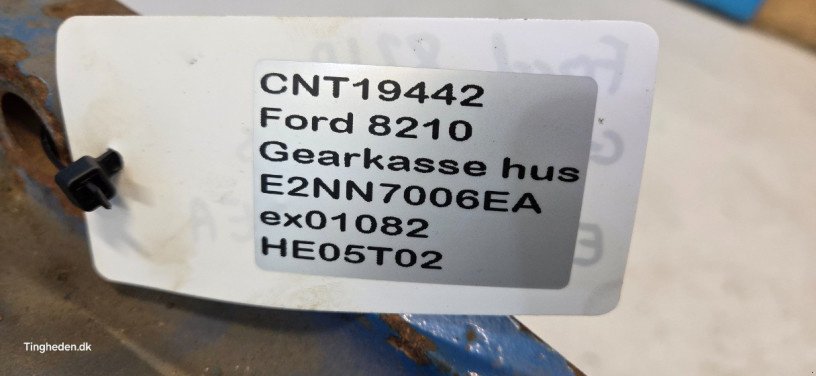 CNT19442
Ford 8210
Gearkasse hus
E2NN7006EA
ex01082
HE05T02
Tingheden.dk